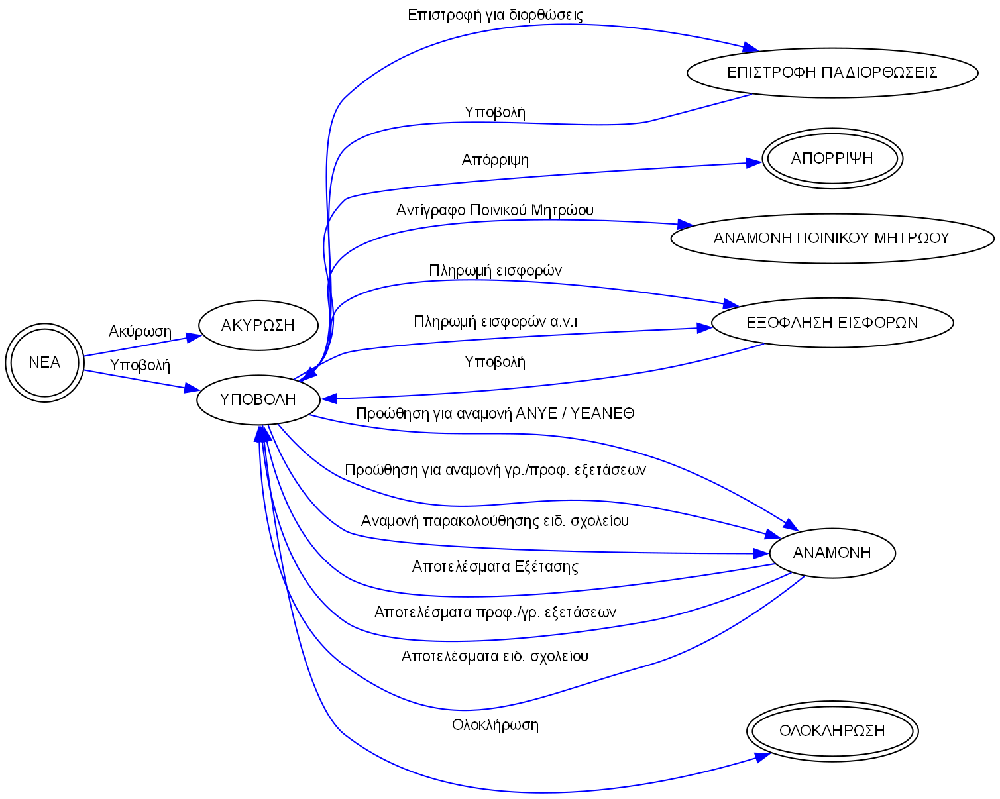 Επιστροφή για διορθώσεις
ΕΠΙΣΤΡΟΦΗ ΓΙΑ ΔΙΟΡΘΩΣΕΙΣ
Υποβολή
Απόρριψη
ΑΠΟΡΡΙΨΗ
Αντίγραφο Ποινικού Μητρώου
ΑΝΑΜΟΝΗ ΠΟΙΝΙΚΟΥ ΜΗΤΡΩΟΥ
Πληρωμή εισφορών
Πληρωμή εισφορών α.ν.ι
ΕΞΟΦΛΗΣΗ ΕΙΣΦΟΡΩΝ
Ακύρωση
ΑΚΥΡΩΣΗ
ΝΕΑ
Υποβολή
Υποβολή
ΥΠΟΒΟΛΗ
Προώθηση για αναμονή ΑΝΥΕ / ΥΕΑΝΕΘ
Προώθηση για αναμονή γρ./προφ. εξετάσεων
Αναμονή παρακολούθησης ειδ. σχολείου
ΑΝΑΜΟΝΗ
Αποτελέσματα Εξέτασης
Αποτελέσματα προφ./γρ. εξετάσεων
Αποτελέσματα ειδ. σχολείου
Ολοκλήρωση
ΟΛΟΚΛΗΡΩΣΗ